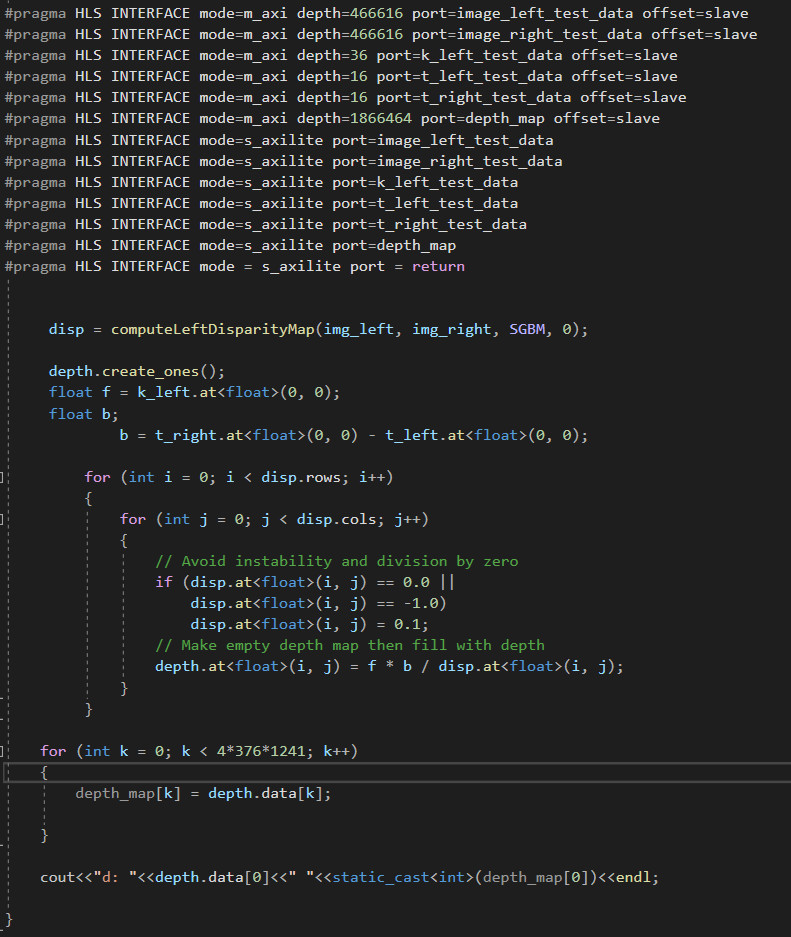 #pragma HLS INTERFACE mode=m_axi depth=466616 port=image_left_test_data offset=slave
#pragma HLS INTERFACE mode=m_axi depth=466616 port=image_right_test_data offset=slave
#pragma HLS INTERFACE mode=m_axi depth=36 port=k_left_test_data offset=slave
#pragma HLS INTERFACE mode=m_axi depth=16 port=t_left_test_data offset=slave
#pragma HLS INTERFACE mode=m_axi depth=16 port=t_right_test_data offset=slave
#pragma HLS INTERFACE mode=m_axi depth=1866464 port=depth_map offset=slave
#pragma HLS INTERFACE mode=s_axilite port=image_left_test_data
#pragma HLS INTERFACE mode=s_axilite port=image_right_test_data
#pragma HLS INTERFACE mode=s_axilite port=k_left_test_data
#pragma HLS INTERFACE mode=s_axilite port=t_left_test_data
#pragma HLS INTERFACE mode=s_axilite port=t_right_test_data
#pragma HLS INTERFACE mode=s_axilite port=depth_map
#pragma HLS INTERFACE mode = s_axilite port = return
disp = computeLeftDisparityMap(img_left, img_right, SGBM, 0);
depth.create_ones();
float f = k_left.at<float>(0, 0);
float b;
b = t_right.at<float>(0, 0) - t_left.at<float>(0, 0);
for (int i = 0; i < disp.rows; i++)
{
for (int j = 0; j < disp.cols; j++)
{
// Avoid instability and division by zero
if (disp.at<float>(i, j) == 0.0 ||
disp.at<float>(i, j) == -1.0)
disp.at<float>(i, j) = 0.1;
// Make empty depth map then fill with depth
depth.at<float>(i, j) = f * b / disp.at<float>(i, j);
}
}
for (int k = 0; k < 4*376*1241; k++)
{
depth_map[k] = depth.data[k];
}
cout<<"d: "<<depth.data[0]<<" "<<static_cast<int>(depth_map[0])<<endl;
}